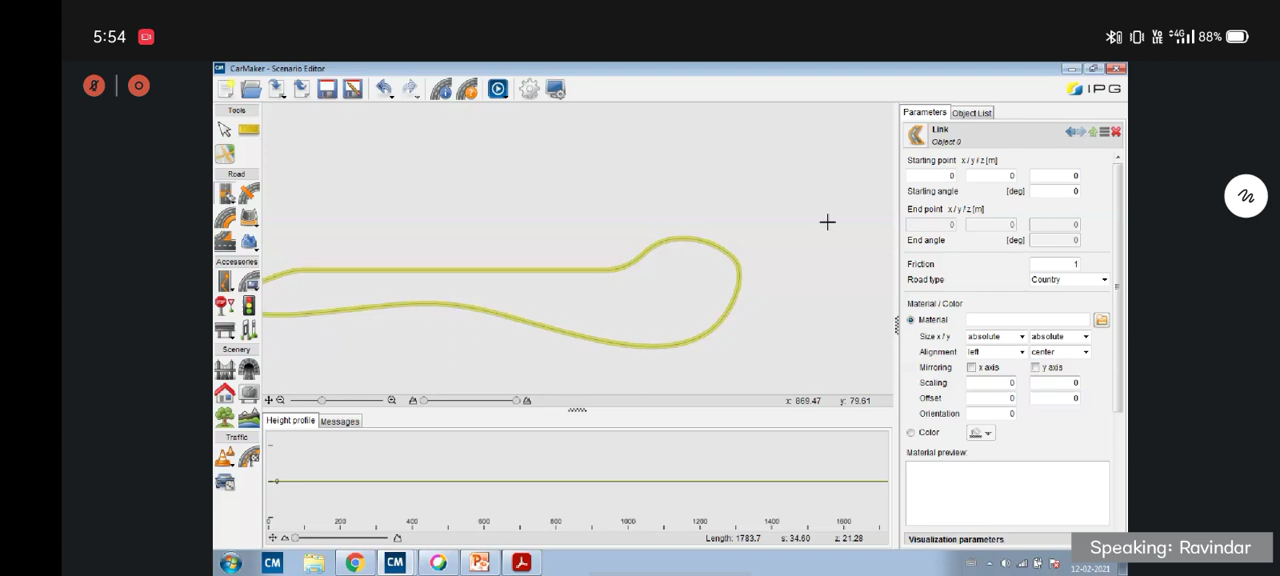 5:54
4G 88%
CM CarMaker - Scenario Editor
IPG
Tools
Road
Accessories
STOP
Scenery
Traffic
x: 869.47 y: 79.61
Height profile Messages
0 200 400 600 800 1000 1200 1400 1600
Length: 1783.7 s: 34.60 z: 21.28
Parameters Object List
Link
Object 0
Starting point x / y / z [m]
0 0 0
Starting angle [deg] 0
End point x / y / z [m]
0 0 0
End angle [deg] 0
Friction 1
Road type Country
Material / Color
Material
Size x / y absolute absolute
Alignment left center
Mirroring x axis y axis
Scaling 0 0
Offset 0 0
Orientation 0
Color
Material preview:
Visualization parameters
Speaking: Ravindar
CM CM
12-02-2021